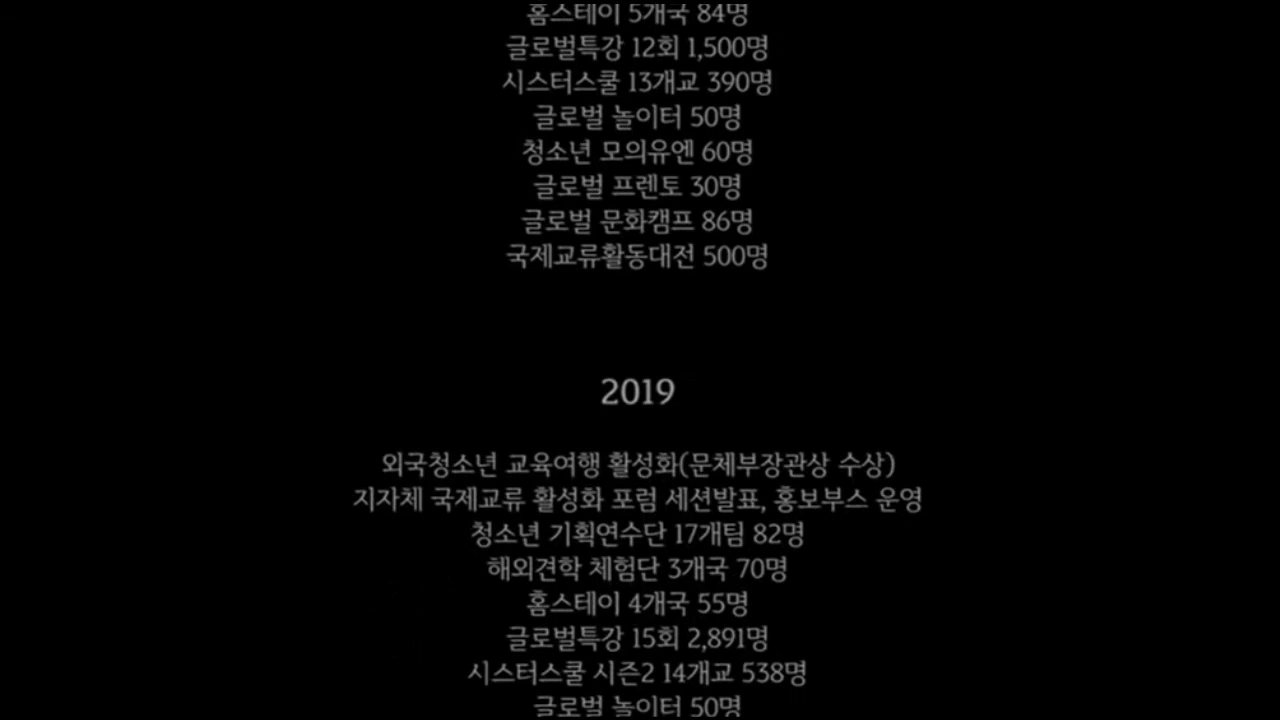 홈스테이 5개국 84명
글로벌특강 12회 1,500명
시스터스쿨 13개교 390명
글로벌 놀이터 50명
청소년 모의유엔 60명
글로벌 프렌토 30명
글로벌 문화캠프 86명
국제교류활동대전 500명
2019
외국청소년 교육여행 활성화(문체부장관상 수상)
지자체 국제교류 활성화 포럼 세션발표, 홍보부스 운영
청소년 기획연수단 17개팀 82명
해외견학 체험단 3개국 70명
홈스테이 4개국 55명
글로벌특강 15회 2,891명
시스터스쿨 시즌2 14개교 538명
글로벌 놀이터 50명